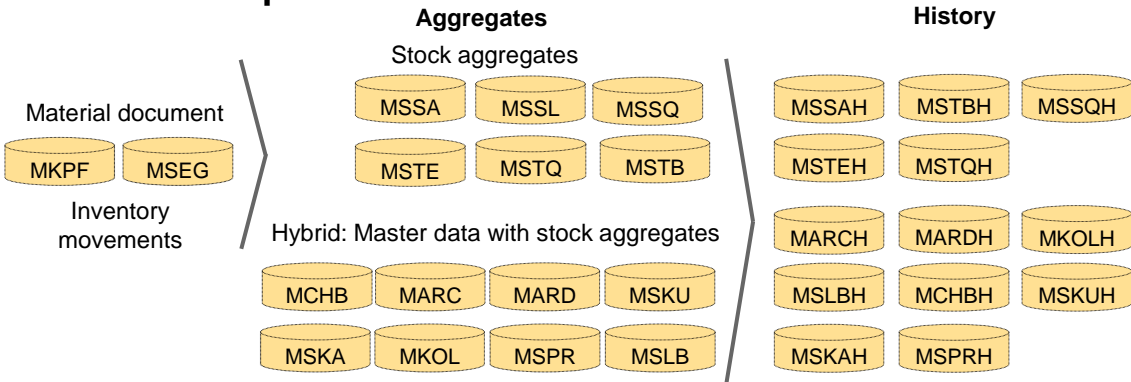 Aggregates
History
Stock aggregates
MSSA MSSL MSSQ
MSTE MSTQ MSTB
Material document
MKPF MSEG
Inventory
movements
Hybrid: Master data with stock aggregates
MCHB MARC MARD MSKU
MSKA MKOL MSPR MSLB
MSSAH MSTBH MSSQH
MSTEH MSTQH
MARCH MARDH MKOLH
MSLBH MCHBH MSKUH
MSKAH MSPRH